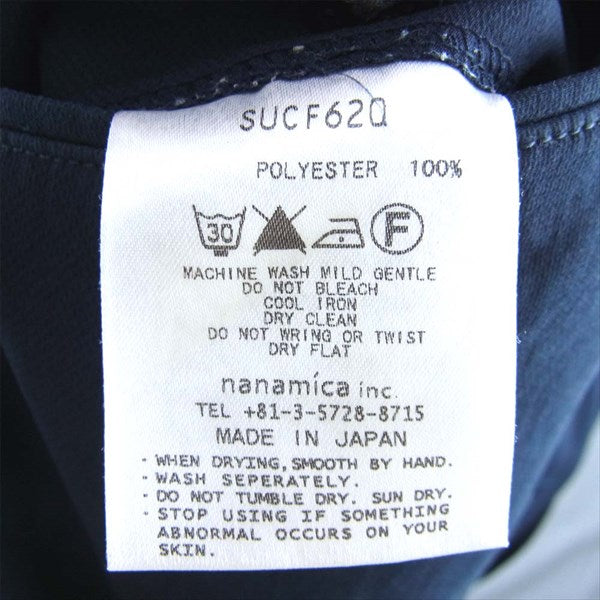 SUCF62Q
POLYESTER 100%
30 F
MACHINE WASH MILD GENTLE
DO NOT BLEACH
COOL IRON
DRY CLEAN
DO NOT WRING OR TWIST
DRY FLAT
nanamica inc.
TEL +81-3-5728-8715
MADE IN JAPAN
· WHEN DRYING, SMOOTH BY HAND.
· WASH SEPERATELY.
· DO NOT TUMBLE DRY. SUN DRY.
· STOP USING IF SOMETHING
ABNORMAL OCCURS ON YOUR
SKIN.